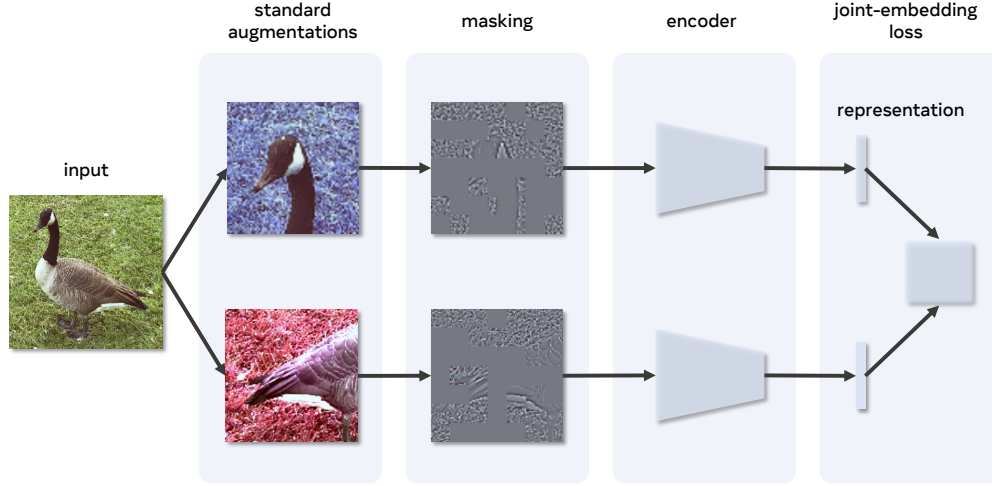 standard
augmentations
masking
encoder
joint-embedding
loss
representation
input